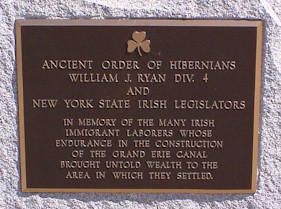 ANCIENT ORDER OF HIBERNIANS
WILLIAM J. RYAN DIV. 4
AND
NEW YORK STATE IRISH LEGISLATORS
IN MEMORY OF THE MANY IRISH
IMMIGRANT LABORERS WHOSE
ENDURANCE IN THE CONSTRUCTION
OF THE GRAND ERIE CANAL
BROUGHT UNTOLD WEALTH TO THE
AREA IN WHICH THEY SETTLED.